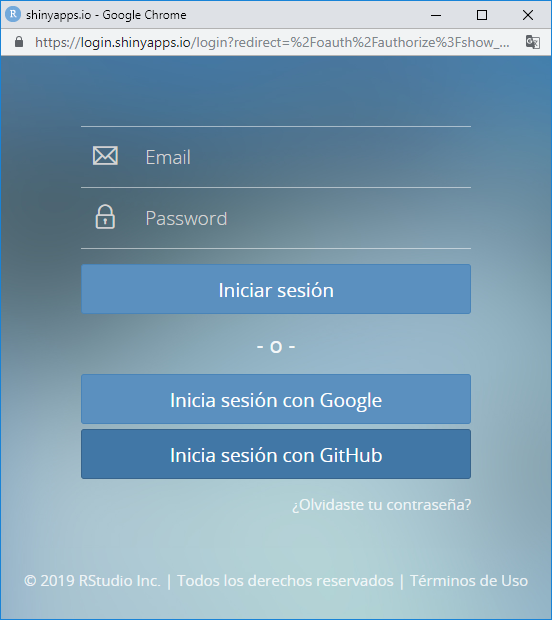 R shinyapps.io - Google Chrome
https://login.shinyapps.io/login?redirect=%2Foauth%2Fauthorize%3Fshow_...
Email
Password
Iniciar sesión
- o -
Inicia sesión con Google
Inicia sesión con GitHub
¿Olvidaste tu contraseña?
© 2019 RStudio Inc. | Todos los derechos reservados | Términos de Uso